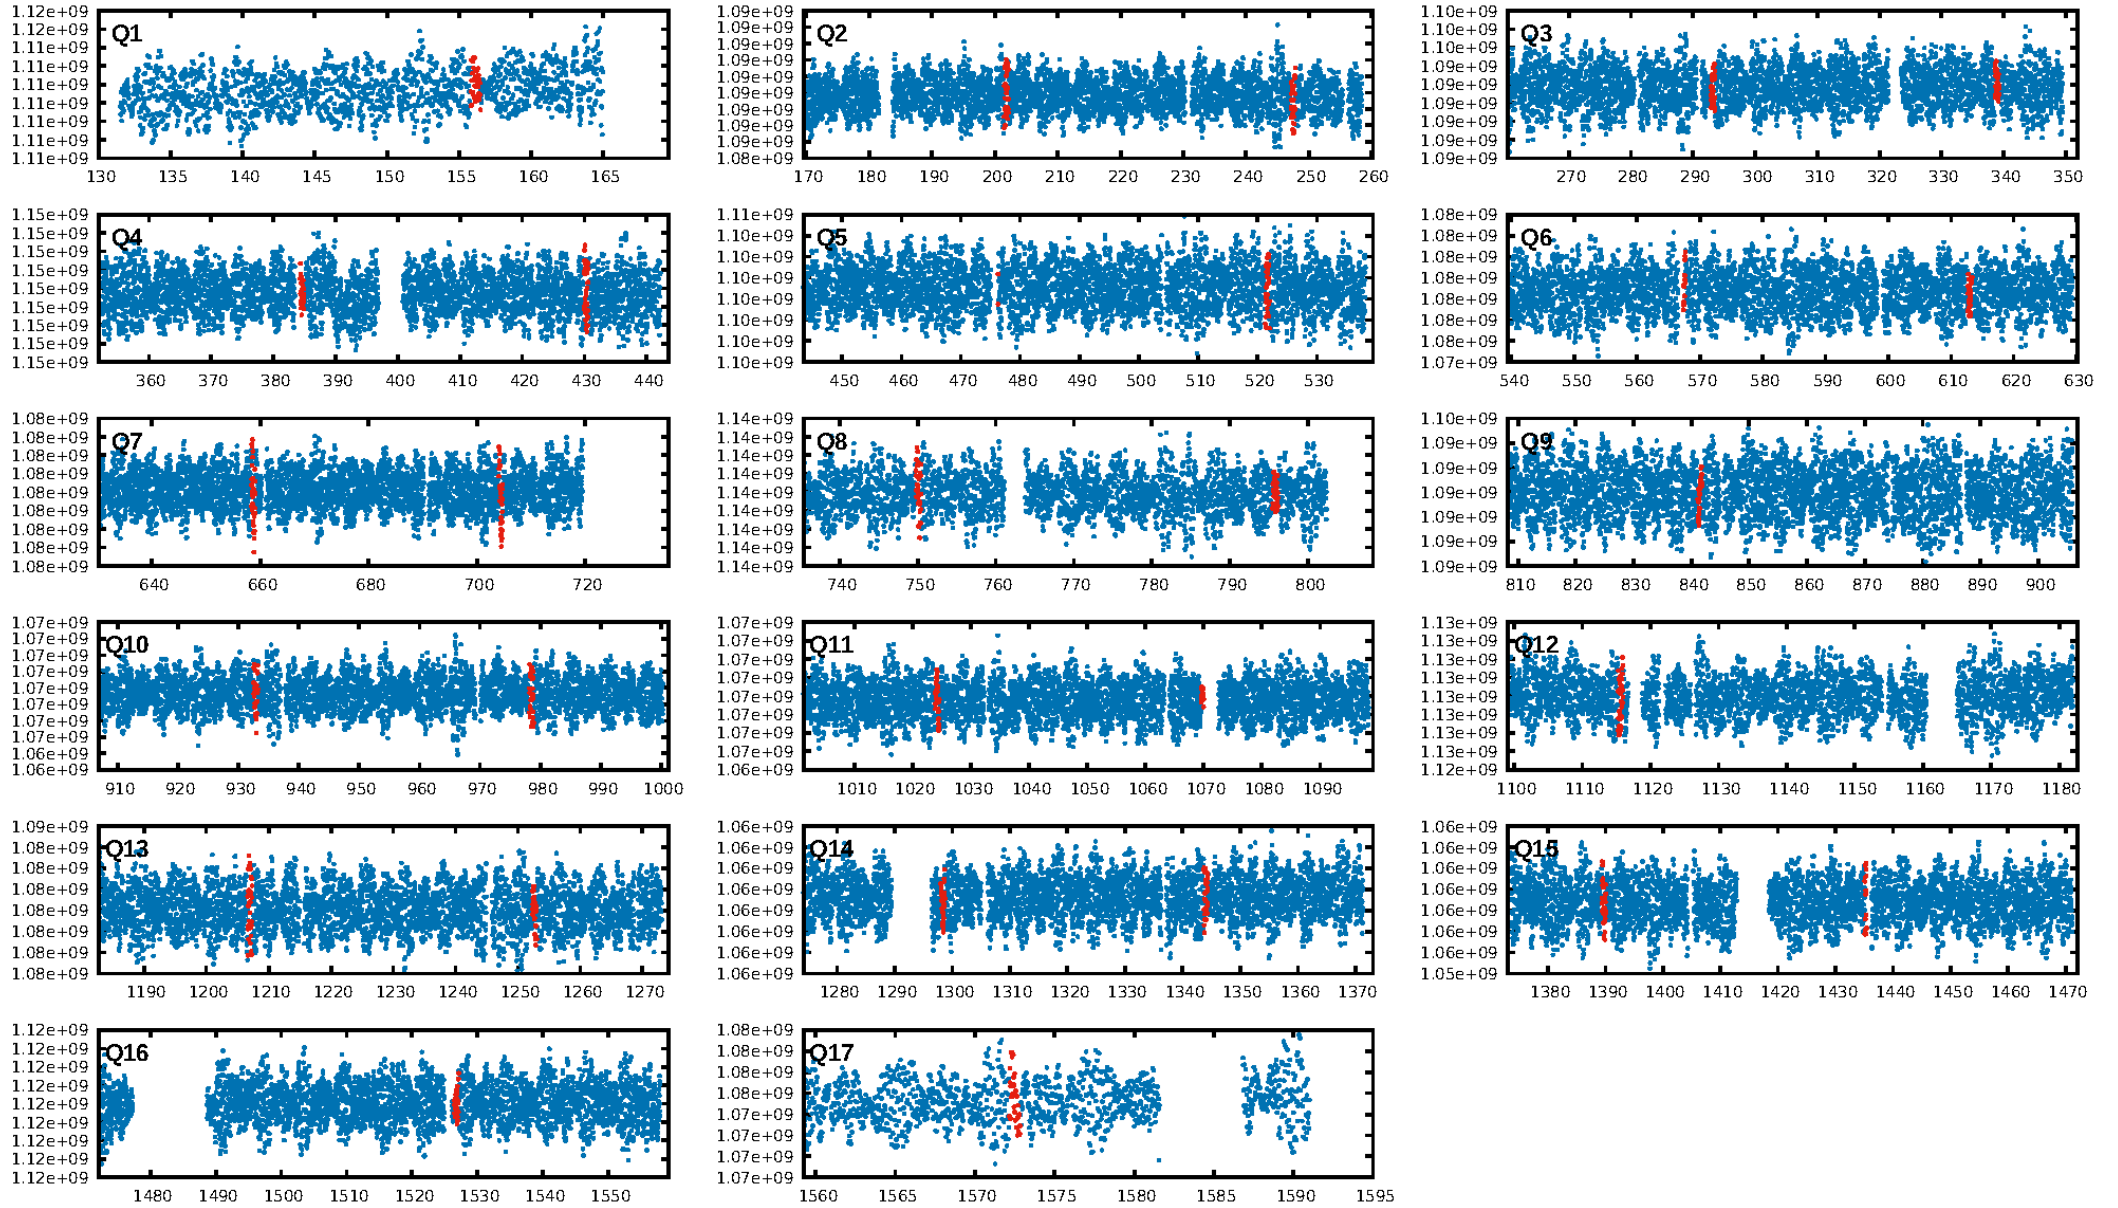 Q1
1.12e+09
1.12e+09
1.11e+09
1.11e+09
1.11e+09
1.11e+09
1.11e+09
1.11e+09
1.11e+09
130 135 140 145 150 155 160 165
Q2
1.09e+09
1.09e+09
1.09e+09
1.09e+09
1.09e+09
1.09e+09
1.09e+09
1.09e+09
1.09e+09
1.08e+09
170 180 190 200 210 220 230 240 250 260
Q3
1.10e+09
1.10e+09
1.10e+09
1.09e+09
1.09e+09
1.09e+09
1.09e+09
1.09e+09
1.09e+09
270 280 290 300 310 320 330 340 350
Q4
1.15e+09
1.15e+09
1.15e+09
1.15e+09
1.15e+09
1.15e+09
1.15e+09
1.15e+09
1.15e+09
360 370 380 390 400 410 420 430 440
Q5
1.11e+09
1.10e+09
1.10e+09
1.10e+09
1.10e+09
1.10e+09
1.10e+09
1.10e+09
450 460 470 480 490 500 510 520 530
Q6
1.08e+09
1.08e+09
1.08e+09
1.08e+09
1.08e+09
1.08e+09
1.08e+09
1.07e+09
540 550 560 570 580 590 600 610 620 630
Q7
1.08e+09
1.08e+09
1.08e+09
1.08e+09
1.08e+09
1.08e+09
1.08e+09
1.08e+09
1.08e+09
640 660 680 700 720
Q8
1.14e+09
1.14e+09
1.14e+09
1.14e+09
1.14e+09
1.14e+09
1.14e+09
1.14e+09
1.14e+09
740 750 760 770 780 790 800
Q9
1.10e+09
1.09e+09
1.09e+09
1.09e+09
1.09e+09
1.09e+09
1.09e+09
810 820 830 840 850 860 870 880 890 900
Q10
1.07e+09
1.07e+09
1.07e+09
1.07e+09
1.07e+09
1.07e+09
1.07e+09
1.07e+09
1.06e+09
1.06e+09
910 920 930 940 950 960 970 980 990 1000
Q11
1.07e+09
1.07e+09
1.07e+09
1.07e+09
1.07e+09
1.07e+09
1.07e+09
1.07e+09
1.06e+09
1010 1020 1030 1040 1050 1060 1070 1080 1090
Q12
1.13e+09
1.13e+09
1.13e+09
1.13e+09
1.13e+09
1.13e+09
1.13e+09
1.13e+09
1.12e+09
1100 1110 1120 1130 1140 1150 1160 1170 1180
Q13
1.09e+09
1.08e+09
1.08e+09
1.08e+09
1.08e+09
1.08e+09
1.08e+09
1.08e+09
1190 1200 1210 1220 1230 1240 1250 1260 1270
Q14
1.06e+09
1.06e+09
1.06e+09
1.06e+09
1.06e+09
1.06e+09
1.06e+09
1.06e+09
1280 1290 1300 1310 1320 1330 1340 1350 1360 1370
Q15
1.06e+09
1.06e+09
1.06e+09
1.06e+09
1.06e+09
1.06e+09
1.06e+09
1.05e+09
1380 1390 1400 1410 1420 1430 1440 1450 1460 1470
Q16
1.12e+09
1.12e+09
1.12e+09
1.12e+09
1.12e+09
1.12e+09
1.12e+09
1.12e+09
1.12e+09
1480 1490 1500 1510 1520 1530 1540 1550
Q17
1.08e+09
1.08e+09
1.08e+09
1.08e+09
1.07e+09
1.07e+09
1.07e+09
1.07e+09
1560 1565 1570 1575 1580 1585 1590 1595